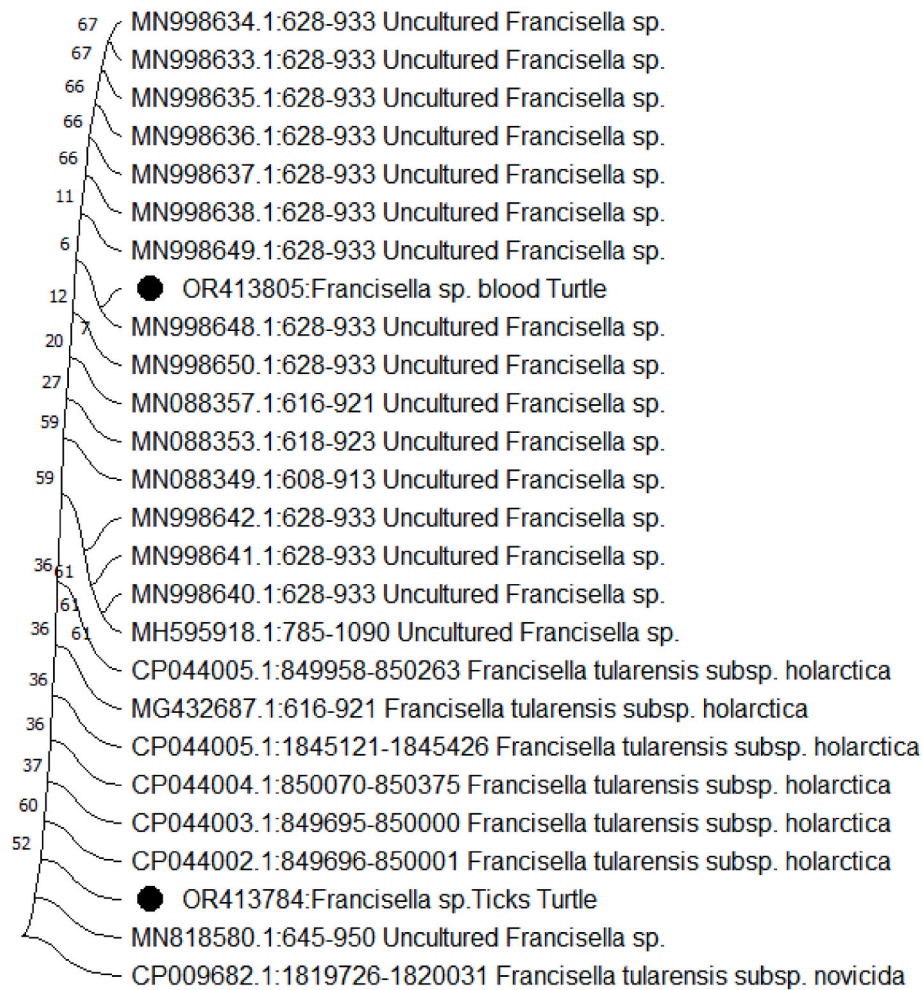 67 MN998634.1:628-933 Uncultured Francisella sp.
67 MN998633.1:628-933 Uncultured Francisella sp.
66 MN998635.1:628-933 Uncultured Francisella sp.
66 MN998636.1:628-933 Uncultured Francisella sp.
66 MN998637.1:628-933 Uncultured Francisella sp.
11 MN998638.1:628-933 Uncultured Francisella sp.
6 MN998649.1:628-933 Uncultured Francisella sp.
12 OR413805:Francisella sp. blood Turtle
7 MN998648.1:628-933 Uncultured Francisella sp.
20 MN998650.1:628-933 Uncultured Francisella sp.
27 MN088357.1:616-921 Uncultured Francisella sp.
59 MN088353.1:618-923 Uncultured Francisella sp.
59 MN088349.1:608-913 Uncultured Francisella sp.
MN998642.1:628-933 Uncultured Francisella sp.
36 61 MN998641.1:628-933 Uncultured Francisella sp.
61 MN998640.1:628-933 Uncultured Francisella sp.
36 61 MH595918.1:785-1090 Uncultured Francisella sp.
36 CP044005.1:849958-850263 Francisella tularensis subsp. holarctica
MG432687.1:616-921 Francisella tularensis subsp. holarctica
36 CP044005.1:1845121-1845426 Francisella tularensis subsp. holarctica
37 CP044004.1:850070-850375 Francisella tularensis subsp. holarctica
60 CP044003.1:849695-850000 Francisella tularensis subsp. holarctica
52 CP044002.1:849696-850001 Francisella tularensis subsp. holarctica
OR413784:Francisella sp.Ticks Turtle
MN818580.1:645-950 Uncultured Francisella sp.
CP009682.1:1819726-1820031 Francisella tularensis subsp. novicida